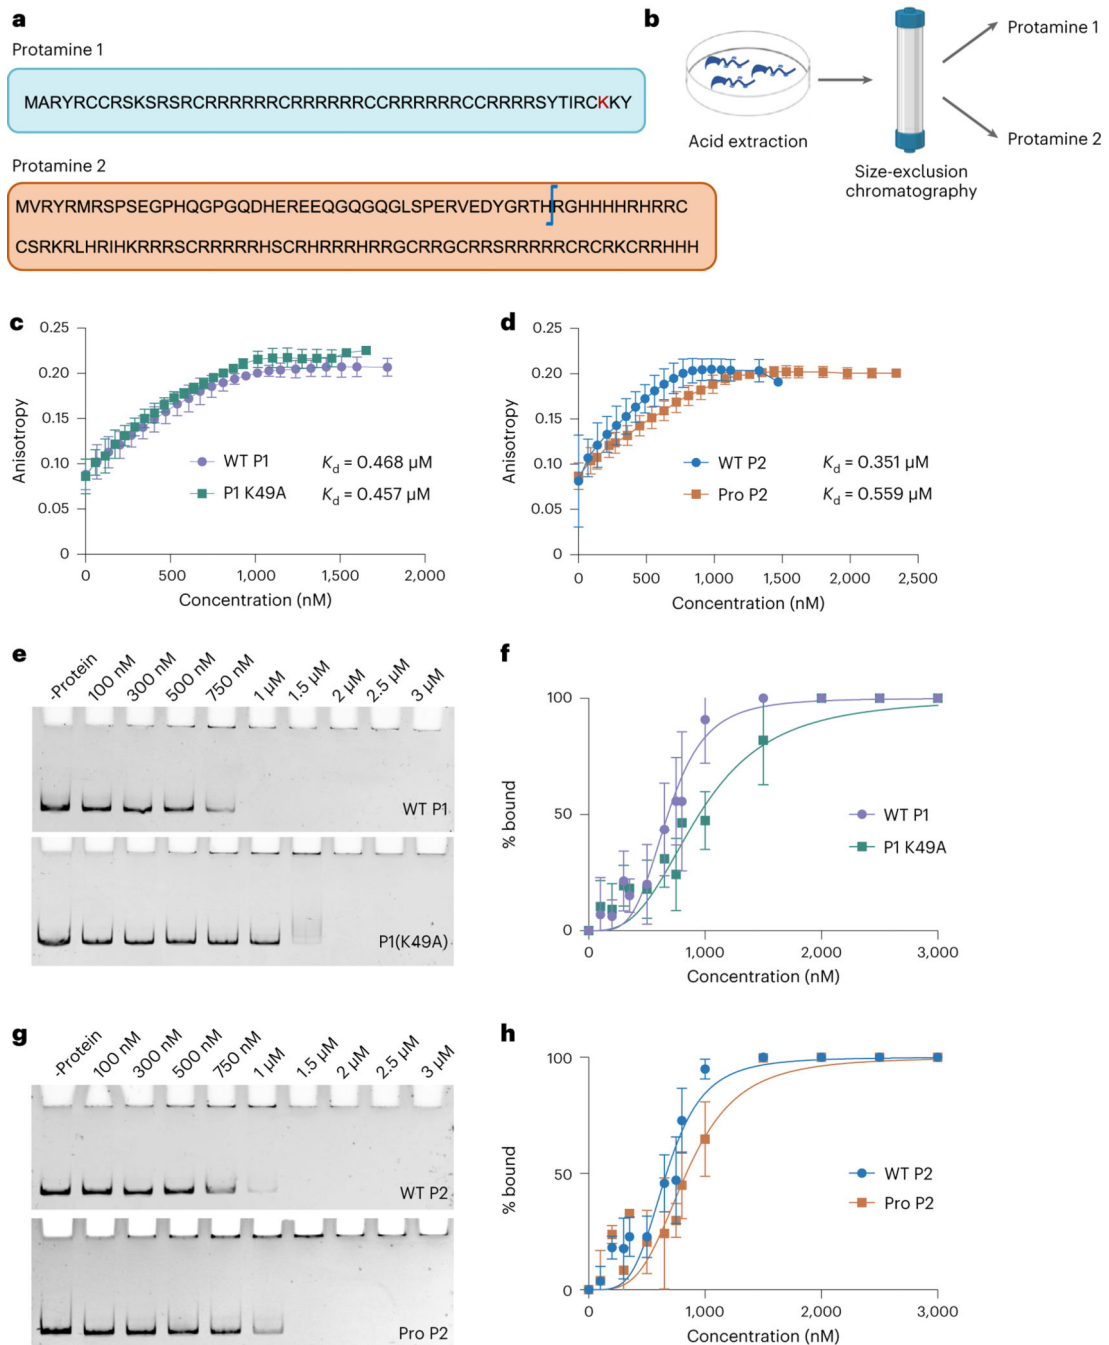 a
Protamine 1
MARYRCCRSKSRSRCRRRRRRCRRRRRRCCRRRRRRCCRRRRSYTIRCKKY
Protamine 2
MVRYRMRSPSEGPHQGPGQDHEREEQGQGQGLSPERVEDYGRTHRGHHHHRHRRC
CSRKRLHRIHKRRRSCRRRRRHSCRHRRRHRRGCRRGCRRSRRRRRCRCRKCRRHHH
b
Acid extraction
Size-exclusion
chromatography
Protamine 1
Protamine 2
c
Anisotropy
0.25
0.20
0.15
0.10
0.05
0
WT P1 Kd = 0.468 µM
P1 K49A Kd = 0.457 µM
0 500 1,000 1,500 2,000
Concentration (nM)
d
Anisotropy
0.25
0.20
0.15
0.10
0.05
0
WT P2 Kd = 0.351 µM
Pro P2 Kd = 0.559 µM
0 500 1,000 1,500 2,000 2,500
Concentration (nM)
e
-Protein 100 nM 300 nM 500 nM 750 nM 1 µM 1.5 µM 2 µM 2.5 µM 3 µM
WT P1
P1(K49A)
f
% bound
100
50
0
WT P1
P1 K49A
0 1,000 2,000 3,000
Concentration (nM)
g
-Protein 100 nM 300 nM 500 nM 750 nM 1 µM 1.5 µM 2 µM 2.5 µM 3 µM
WT P2
Pro P2
h
% bound
100
50
0
WT P2
Pro P2
0 1,000 2,000 3,000
Concentration (nM)